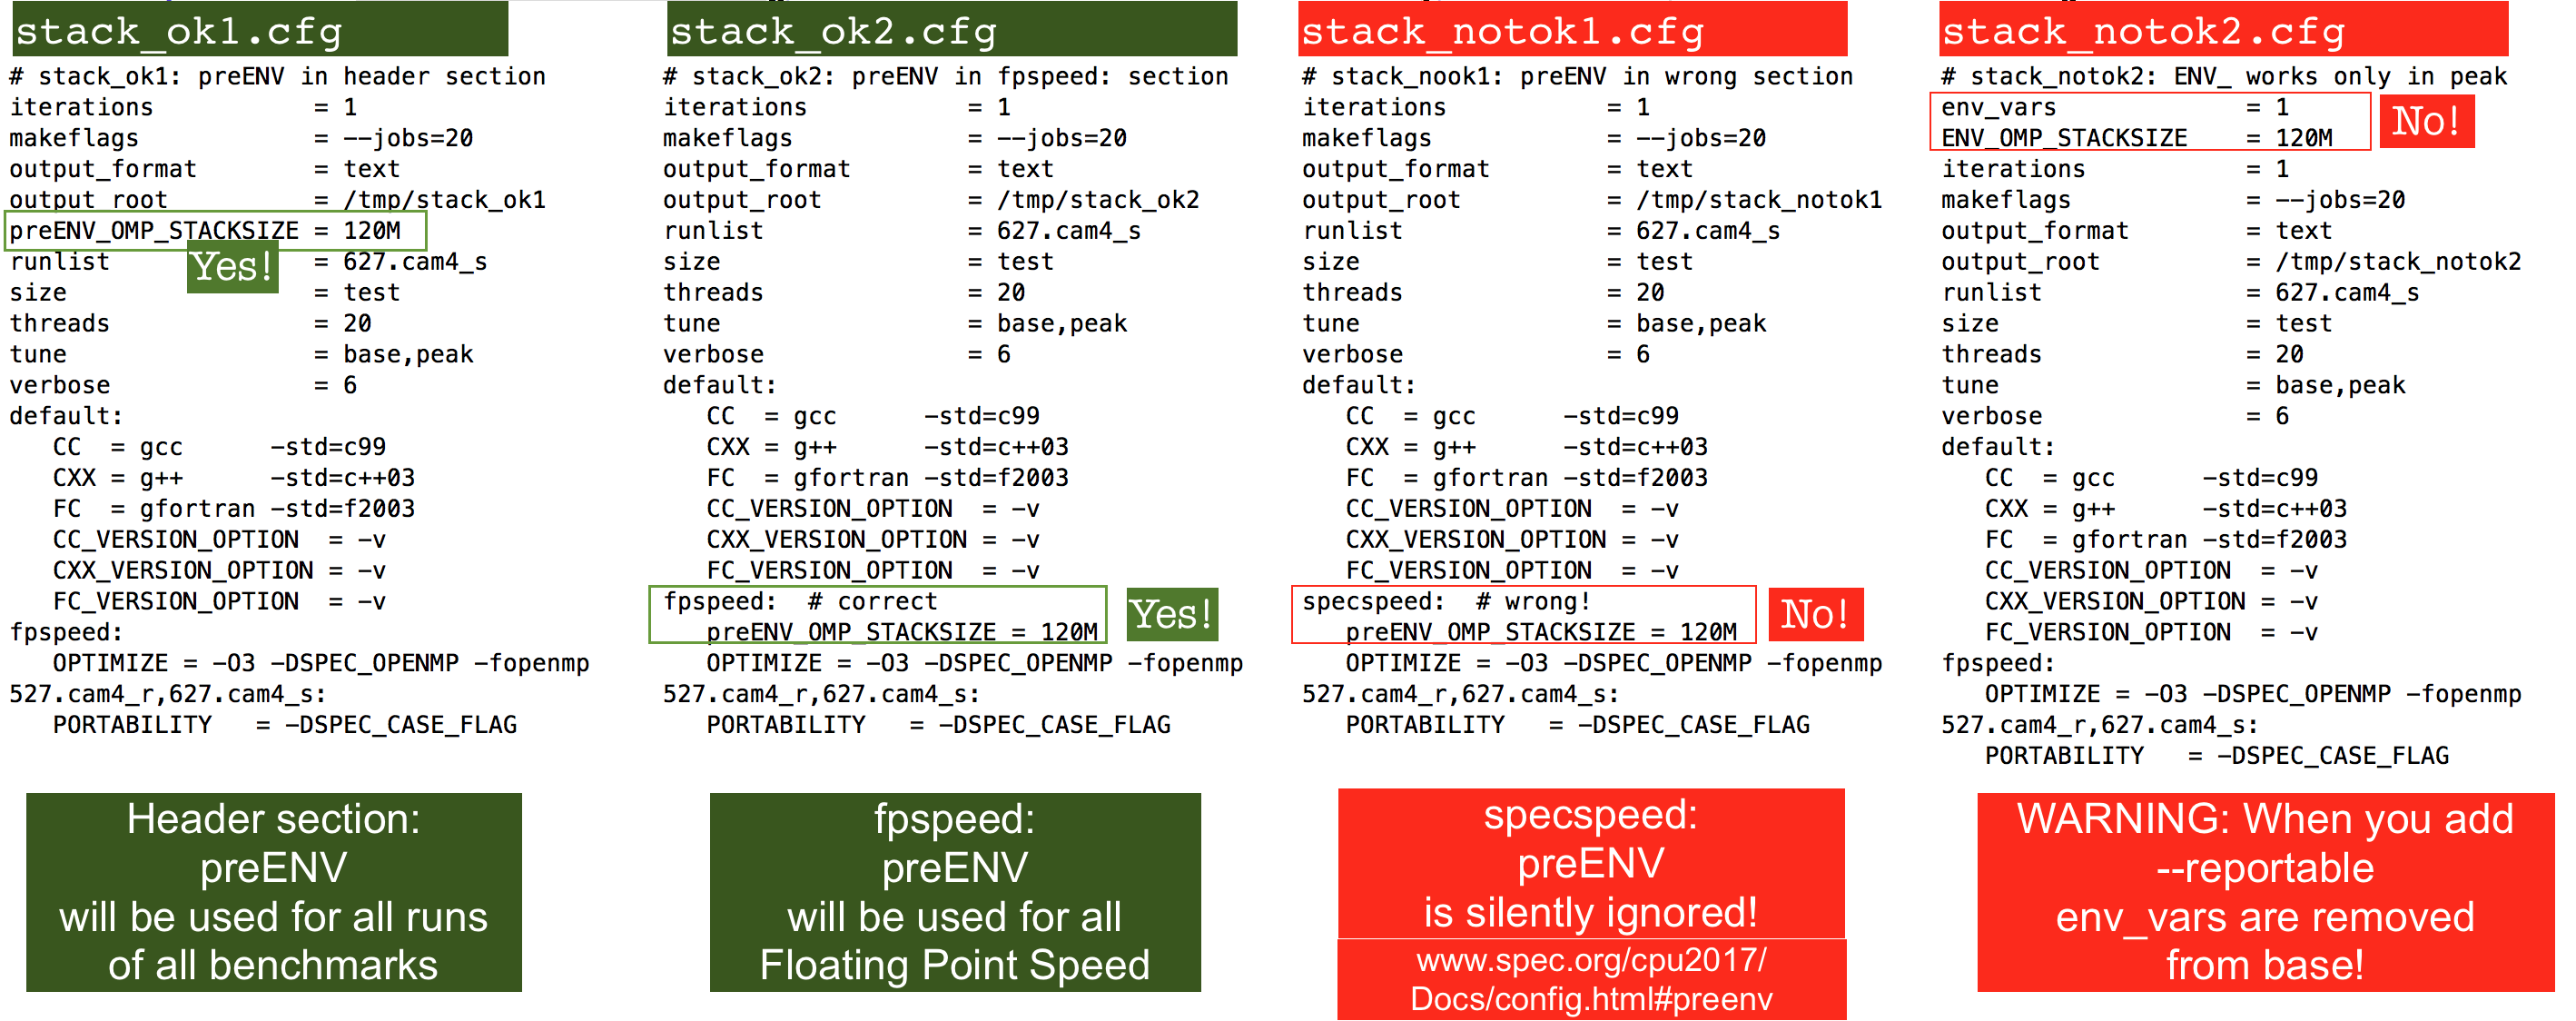 stack_ok1.cfg
# stack_ok1: preENV in header section
iterations = 1
makeflags = --jobs=20
output_format = text
output_root = /tmp/stack_ok1
preENV_OMP_STACKSIZE = 120M
Yes!
runlist = 627.cam4_s
size = test
threads = 20
tune = base,peak
verbose = 6
default:
CC = gcc -std=c99
CXX = g++ -std=c++03
FC = gfortran -std=f2003
CC_VERSION_OPTION = -v
CXX_VERSION_OPTION = -v
FC_VERSION_OPTION = -v
fpspeed:
OPTIMIZE = -O3 -DSPEC_OPENMP -fopenmp
527.cam4_r,627.cam4_s:
PORTABILITY = -DSPEC_CASE_FLAG
Header section:
preENV
will be used for all runs
of all benchmarks
stack_ok2.cfg
# stack_ok2: preENV in fpspeed: section
iterations = 1
makeflags = --jobs=20
output_format = text
output_root = /tmp/stack_ok2
runlist = 627.cam4_s
size = test
threads = 20
tune = base,peak
verbose = 6
default:
CC = gcc -std=c99
CXX = g++ -std=c++03
FC = gfortran -std=f2003
CC_VERSION_OPTION = -v
CXX_VERSION_OPTION = -v
FC_VERSION_OPTION = -v
fpspeed: # correct
preENV_OMP_STACKSIZE = 120M
Yes!
OPTIMIZE = -O3 -DSPEC_OPENMP -fopenmp
527.cam4_r,627.cam4_s:
PORTABILITY = -DSPEC_CASE_FLAG
fpspeed:
preENV
will be used for all
Floating Point Speed
stack_notok1.cfg
# stack_nook1: preENV in wrong section
iterations = 1
makeflags = --jobs=20
output_format = text
output_root = /tmp/stack_notok1
runlist = 627.cam4_s
size = test
threads = 20
tune = base,peak
verbose = 6
default:
CC = gcc -std=c99
CXX = g++ -std=c++03
FC = gfortran -std=f2003
CC_VERSION_OPTION = -v
CXX_VERSION_OPTION = -v
FC_VERSION_OPTION = -v
specspeed: # wrong!
preENV_OMP_STACKSIZE = 120M
No!
OPTIMIZE = -O3 -DSPEC_OPENMP -fopenmp
527.cam4_r,627.cam4_s:
PORTABILITY = -DSPEC_CASE_FLAG
specspeed:
preENV
is silently ignored!
www.spec.org/cpu2017/
Docs/config.html#preenv
stack_notok2.cfg
# stack_notok2: ENV_ works only in peak
env_vars = 1
ENV_OMP_STACKSIZE = 120M
No!
iterations = 1
makeflags = --jobs=20
output_format = text
output_root = /tmp/stack_notok2
runlist = 627.cam4_s
size = test
threads = 20
tune = base,peak
verbose = 6
default:
CC = gcc -std=c99
CXX = g++ -std=c++03
FC = gfortran -std=f2003
CC_VERSION_OPTION = -v
CXX_VERSION_OPTION = -v
FC_VERSION_OPTION = -v
fpspeed:
OPTIMIZE = -O3 -DSPEC_OPENMP -fopenmp
527.cam4_r,627.cam4_s:
PORTABILITY = -DSPEC_CASE_FLAG
WARNING: When you add
--reportable
env_vars are removed
from base!